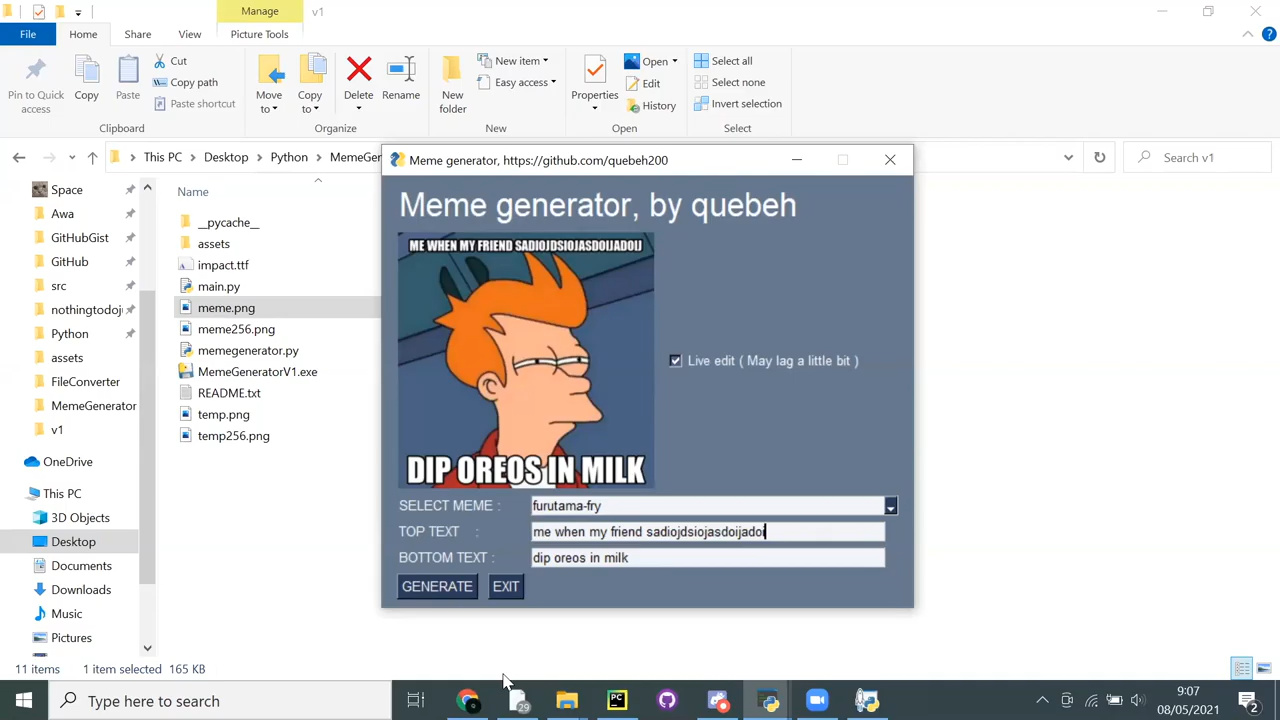 Manage
v1
File
Home
Share
View
Picture Tools
Pin to Quick access
Copy
Paste
Cut
Copy path
Paste shortcut
Move to
Copy to
Delete
Rename
New folder
New item
Easy access
Properties
Open
Edit
History
Select all
Select none
Invert selection
Clipboard
Organize
New
Open
Select
This PC
Desktop
Python
MemeGer
Search v1
Meme generator, https://github.com/quebeh200
Meme generator, by quebeh
ME WHEN MY FRIEND SADIOJDSIOJASDOIJADOIJ
DIP OREOS IN MILK
Live edit ( May lag a little bit )
SELECT MEME :
furutama-fry
TOP TEXT :
me when my friend sadiojdsiojasdoijadoi
BOTTOM TEXT :
dip oreos in milk
GENERATE
EXIT
Space
Awa
GitHubGist
GitHub
src
nothingtodoj
Python
assets
FileConverter
MemeGenerator
v1
OneDrive
This PC
3D Objects
Desktop
Documents
Downloads
Music
Pictures
Name
__pycache__
assets
impact.ttf
main.py
meme.png
meme256.png
memegenerator.py
MemeGeneratorV1.exe
README.txt
temp.png
temp256.png
11 items
1 item selected 165 KB
Type here to search
29
PC
9:07
08/05/2021
2